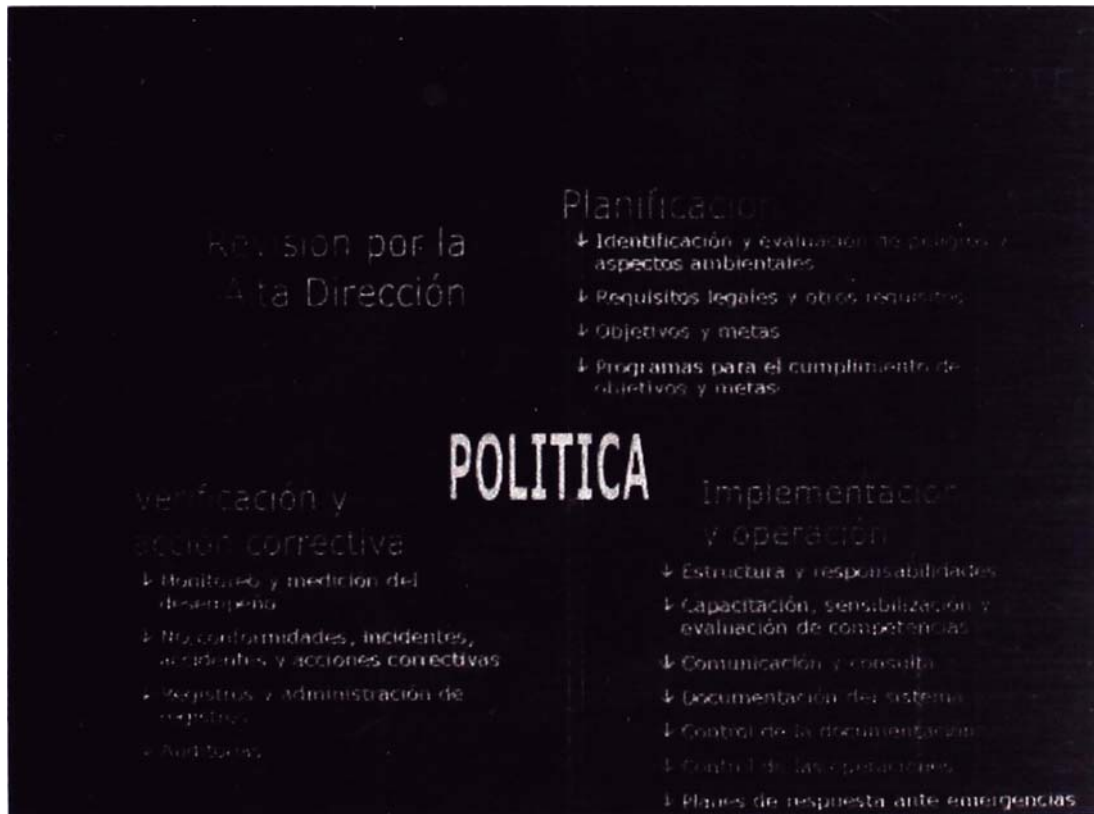 Planificación
↓ Identificación y evaluación de peligros y
aspectos ambientales
↓ Requisitos legales y otros requisitos
↓ Objetivos y metas
↓ Programas para el cumplimiento de
objetivos y metas
Revisión por la
Alta Dirección
POLITICA
Verificación y
acción correctiva
↓ Monitoreo y medición del
desempeño
↓ No conformidades, incidentes,
accidentes y acciones correctivas
↓ Registros y administración de
registros
↓ Auditorías
Implementación
y operación
↓ Estructura y responsabilidades
↓ Capacitación, sensibilización y
evaluación de competencias
↓ Comunicación y consulta
↓ Documentación del sistema
↓ Control de la documentación
↓ Control de las operaciones
↓ Planes de respuesta ante emergencias